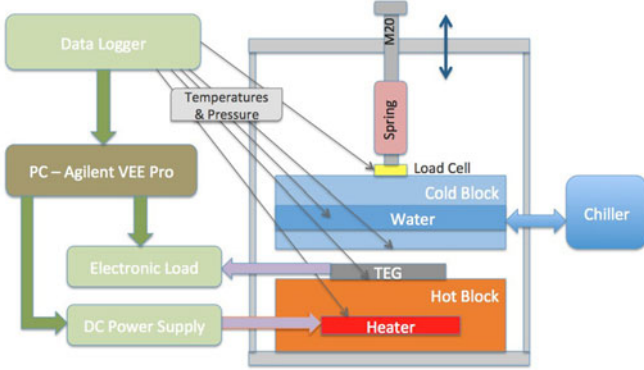 M20
Data Logger
Temperatures
& Pressure
Spring
PC – Agilent VEE Pro
Load Cell
Cold Block
Water
Chiller
Electronic Load
TEG
Hot Block
DC Power Supply
Heater